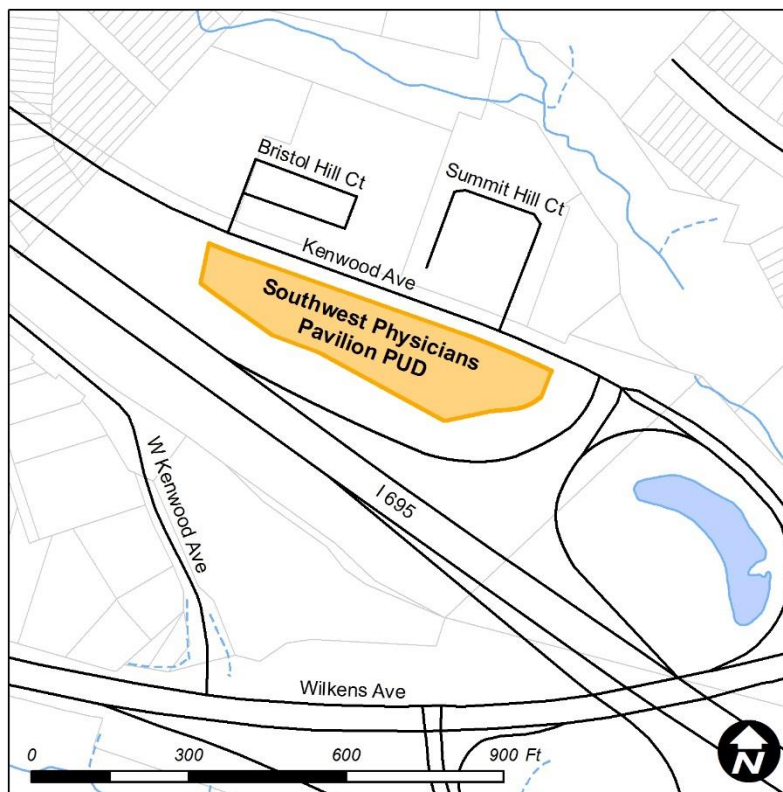 Bristol Hill Ct
Summit Hill Ct
Kenwood Ave
Southwest Physicians
Pavilion PUD
W Kenwood Ave
I 695
Wilkens Ave
0 300 600 900 Ft
N